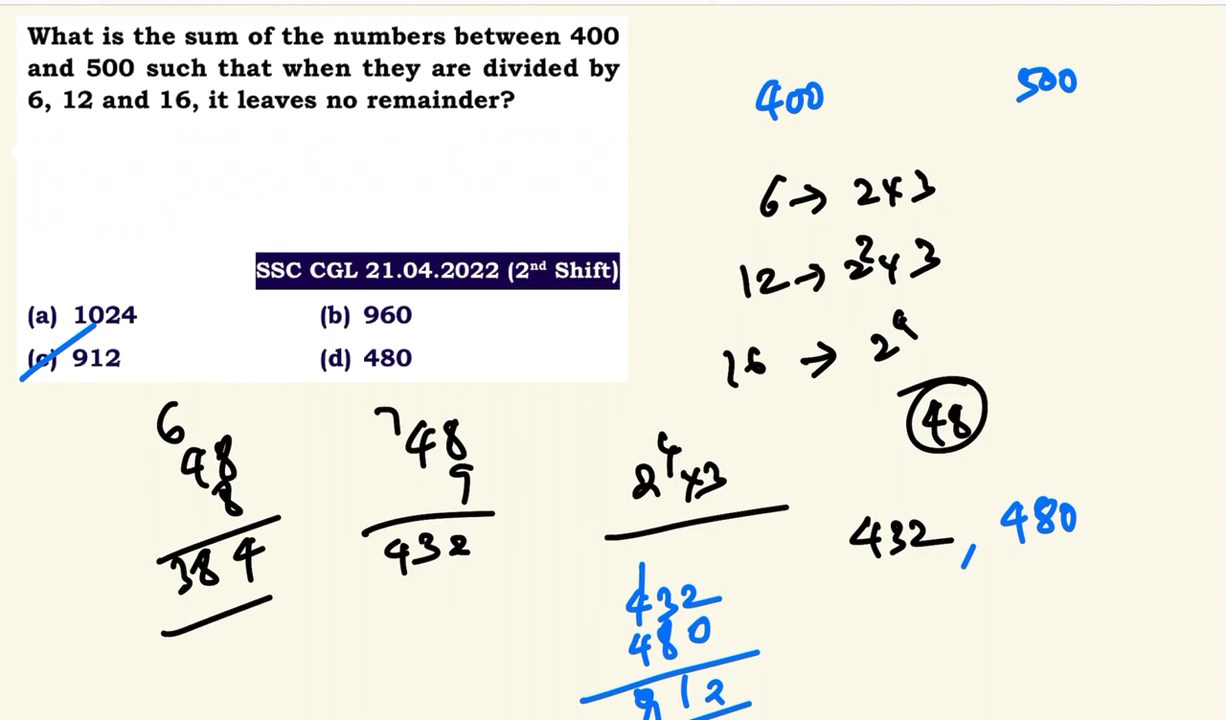 What is the sum of the numbers between 400
and 500 such that when they are divided by
6, 12 and 16, it leaves no remainder?
SSC CGL 21.04.2022 (2nd Shift)
(a) 1024
(b) 960
(c) 912
(d) 480
400
500
6 → 2×3
12 → 2²×3
16 → 2⁴
48
6
48
8
384
7
48
9
432
2⁴×3
432, 480
1
432
480
912